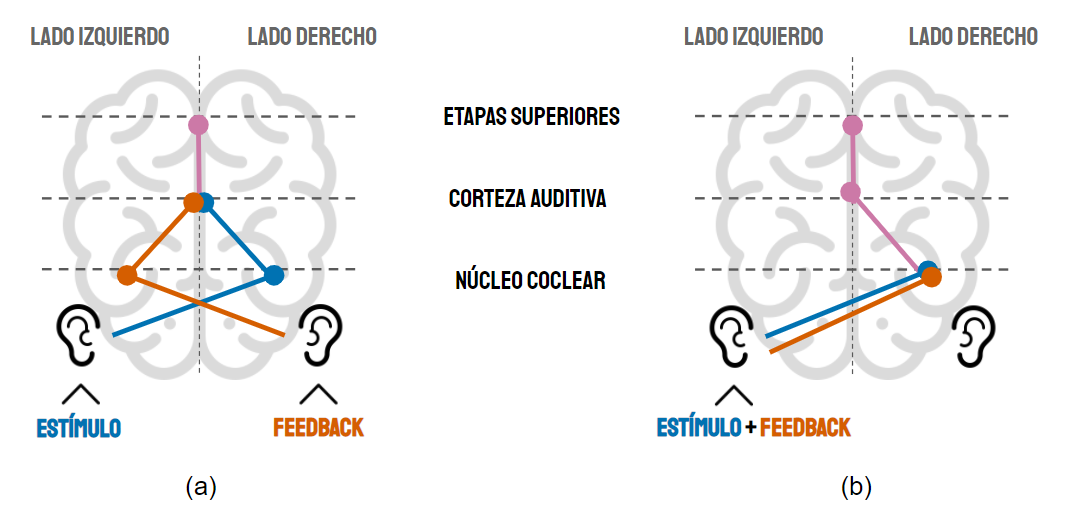 LADO IZQUIERDO
LADO DERECHO
LADO IZQUIERDO
LADO DERECHO
ETAPAS SUPERIORES
CORTEZA AUDITIVA
NÚCLEO COCLEAR
ESTÍMULO
FEEDBACK
ESTÍMULO + FEEDBACK
(a)
(b)